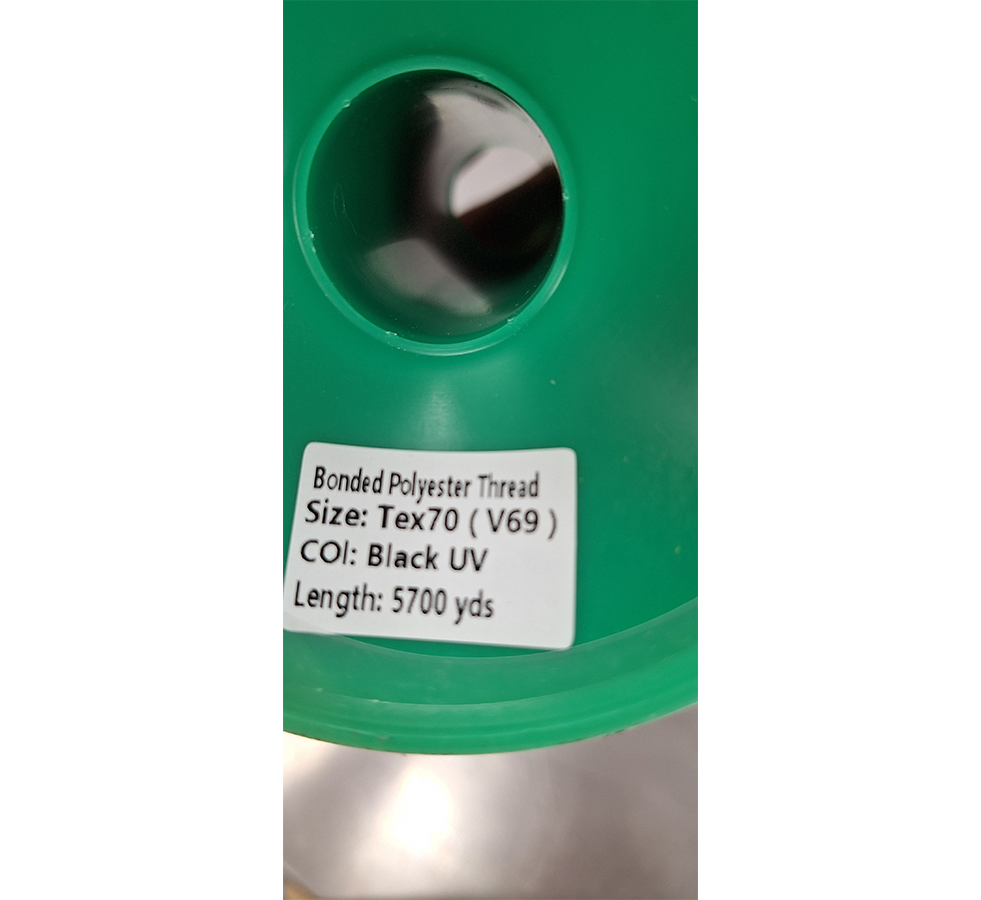 Bonded Polyester Thread
Size: Tex70 ( V69 )
COl: Black UV
Length: 5700 yds